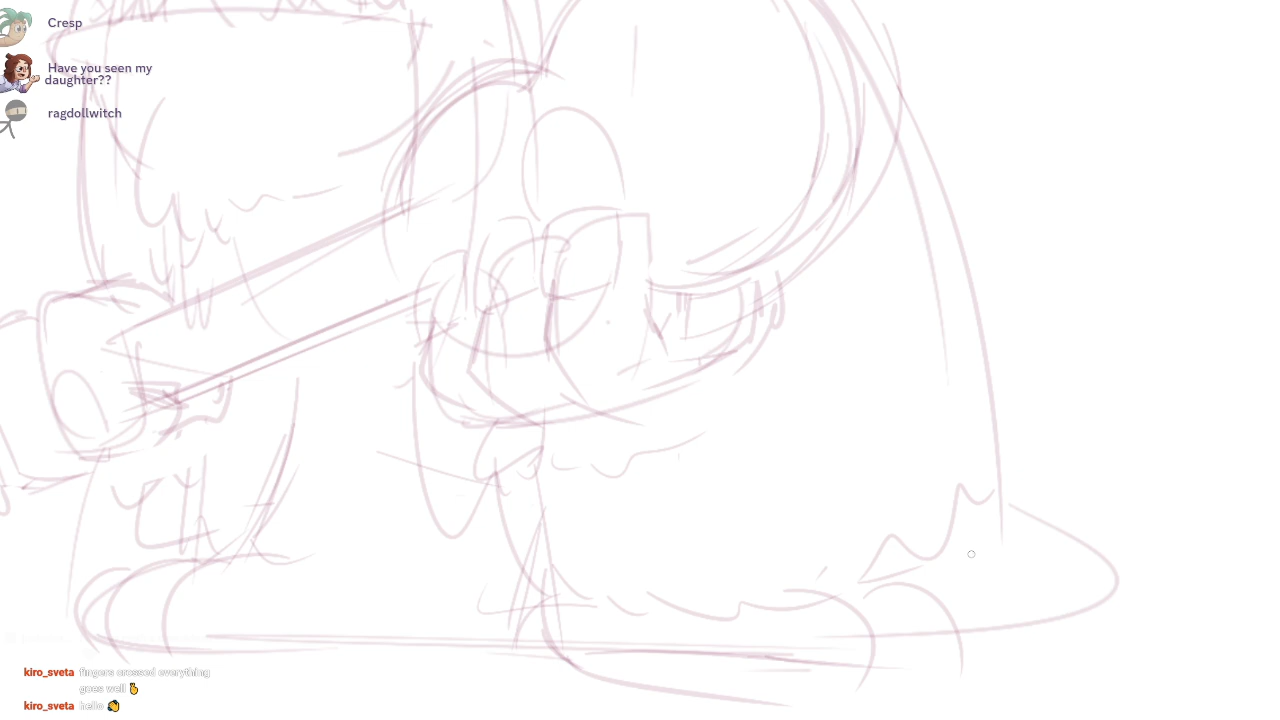 Cresp
Have you seen my
daughter??
ragdollwitch
kiro_sveta fingers crossed everything
goes well 🤞
kiro_sveta hello 👋